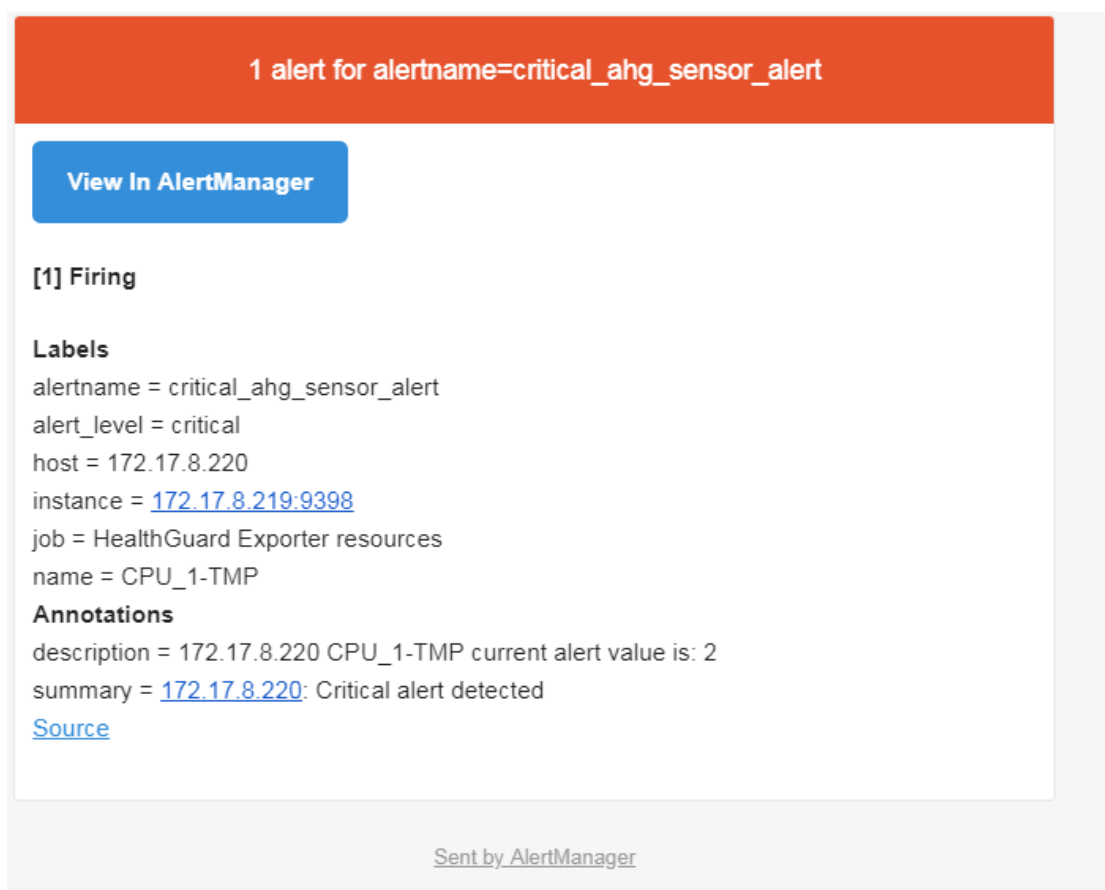 1 alert for alertname=critical_ahg_sensor_alert
View In AlertManager
[1] Firing
Labels
alertname = critical_ahg_sensor_alert
alert_level = critical
host = 172.17.8.220
instance = 172.17.8.219:9398
job = HealthGuard Exporter resources
name = CPU_1-TMP
Annotations
description = 172.17.8.220 CPU_1-TMP current alert value is: 2
summary = 172.17.8.220: Critical alert detected
Source
Sent by AlertManager